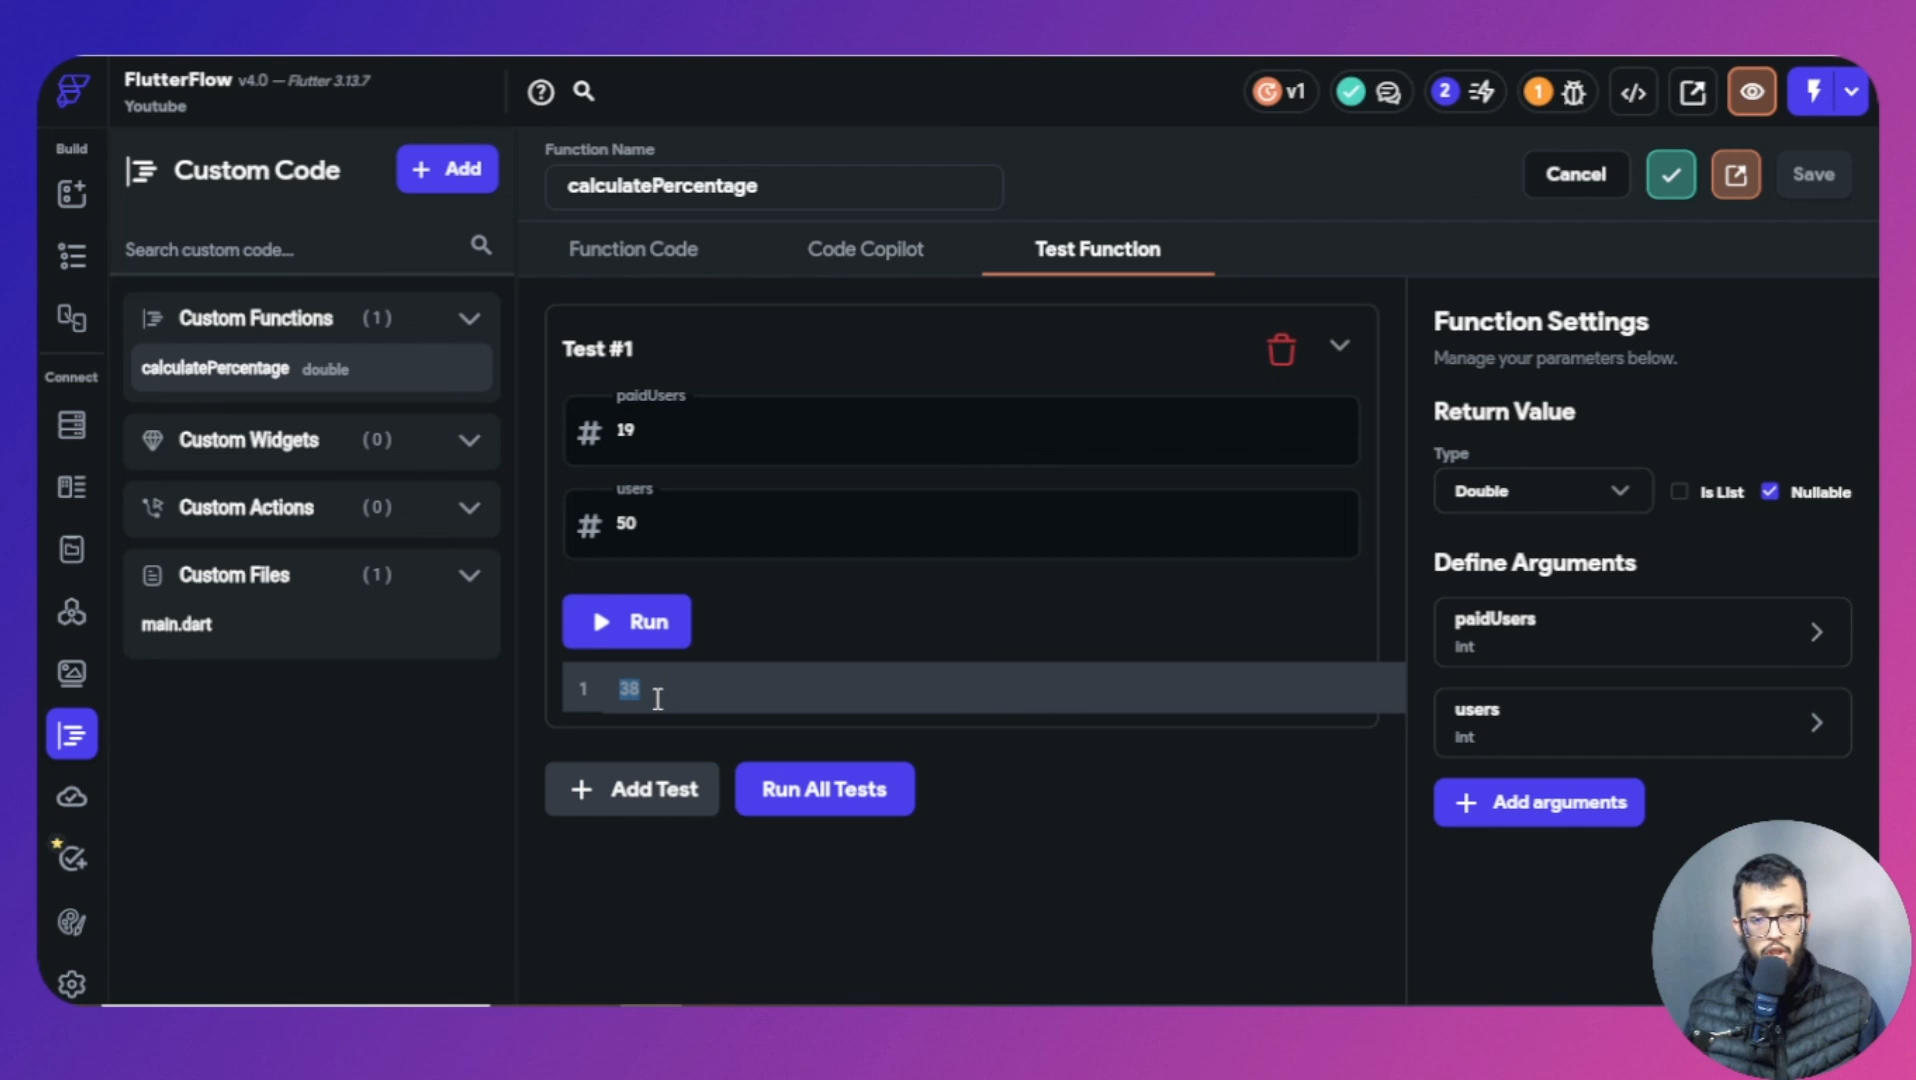 FlutterFlow v4.0 — Flutter 3.13.7
Youtube
v1
2
1
Build
Connect
Custom Code
Add
Search custom code...
Custom Functions (1)
calculatePercentage double
Custom Widgets (0)
Custom Actions (0)
Custom Files (1)
main.dart
Function Name
calculatePercentage
Cancel
Save
Function Code
Code Copilot
Test Function
Test #1
paidUsers
19
users
50
Run
1 38
Add Test
Run All Tests
Function Settings
Manage your parameters below.
Return Value
Type
Double
Is List
Nullable
Define Arguments
paidUsers
Int
users
Int
Add arguments